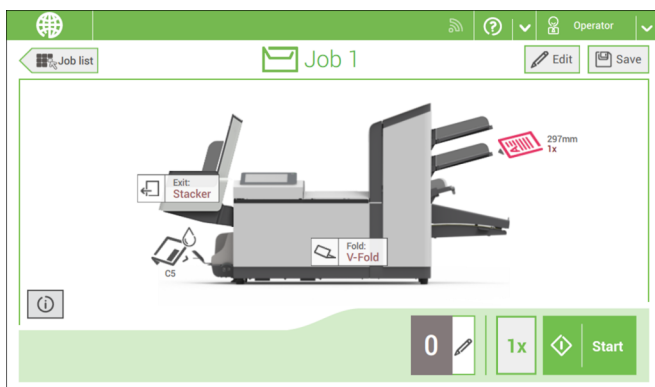 Operator
Job list
Job 1
Edit
Save
297mm
1x
Exit:
Stacker
Fold:
V-Fold
C5
0
1x
Start